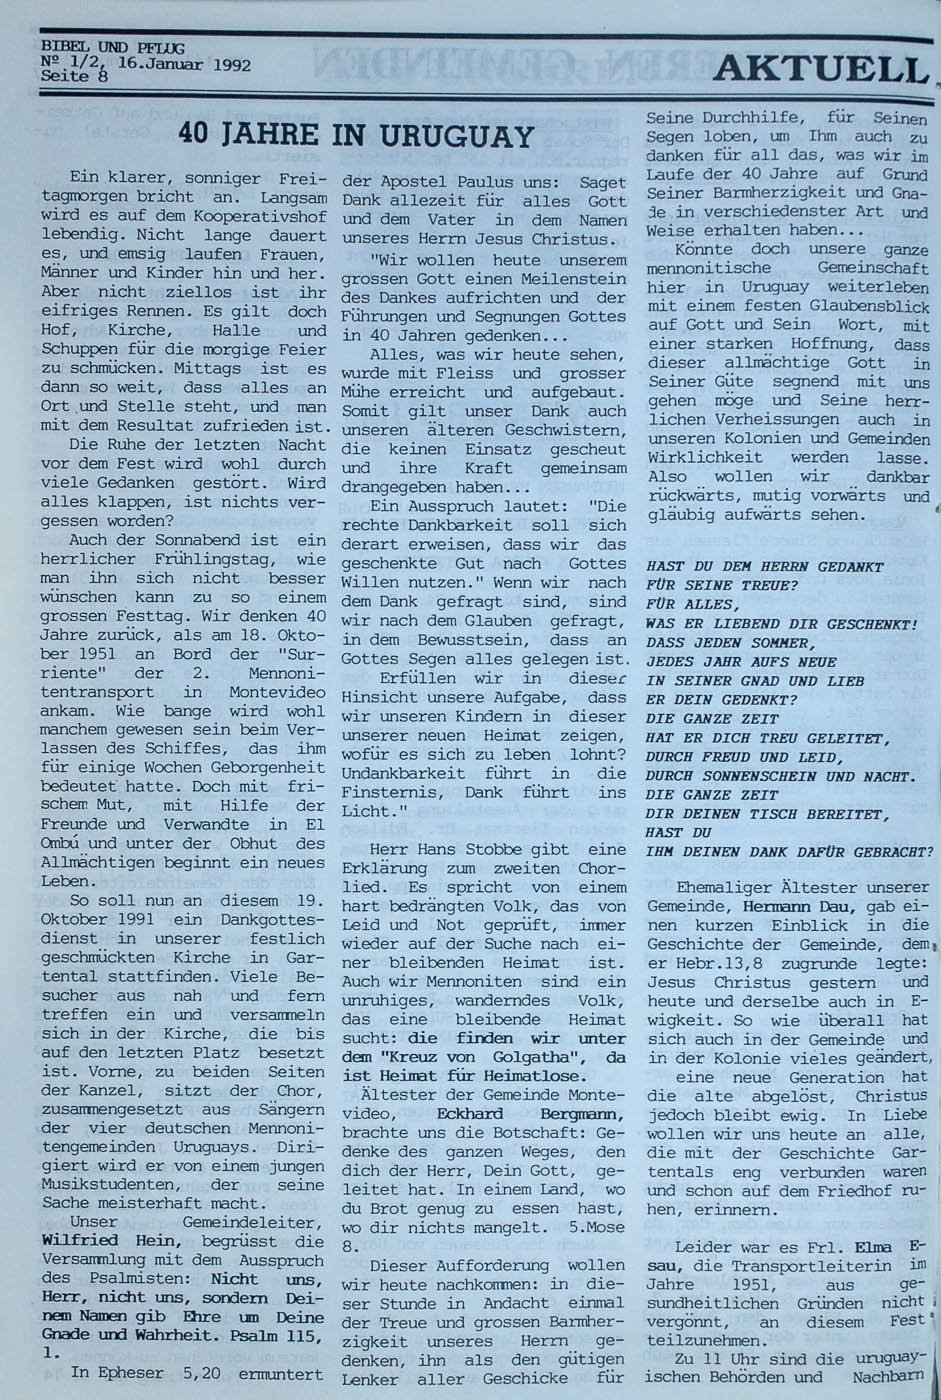 BIBEL UND PFLUG
Nº 1/2, 16.Januar 1992
Seite 8
AKTUELL
40 JAHRE IN URUGUAY
Ein klarer, sonniger Frei-
tagmorgen bricht an. Langsam
wird es auf dem Kooperativshof
lebendig. Nicht lange dauert
es, und emsig laufen Frauen,
Männer und Kinder hin und her.
Aber nicht ziellos ist ihr
eifriges Rennen. Es gilt doch
Hof, Kirche, Halle und
Schuppen für die morgige Feier
zu schmücken. Mittags ist es
dann so weit, dass alles an
Ort und Stelle steht, und man
mit dem Resultat zufrieden ist.
Die Ruhe der letzten Nacht
vor dem Fest wird wohl durch
viele Gedanken gestört. Wird
alles klappen, ist nichts ver-
gessen worden?
Auch der Sonnabend ist ein
herrlicher Frühlingstag, wie
man ihn sich nicht besser
wünschen kann zu so einem
grossen Festtag. Wir denken 40
Jahre zurück, als am 18. Okto-
ber 1951 an Bord der "Sur-
riente" der 2. Mennoni-
tentransport in Montevideo
ankam. Wie bange wird wohl
manchem gewesen sein beim Ver-
lassen des Schiffes, das ihm
für einige Wochen Geborgenheit
bedeutet hatte. Doch mit fri-
schem Mut, mit Hilfe der
Freunde und Verwandte in El
Ombú und unter der Obhut des
Allmächtigen beginnt ein neues
Leben.
So soll nun an diesem 19.
Oktober 1991 ein Dankgottes-
dienst in unserer festlich
geschmückten Kirche in Gar-
tental stattfinden. Viele Be-
sucher aus nah und fern
treffen ein und versammeln
sich in der Kirche, die bis
auf den letzten Platz besetzt
ist. Vorne, zu beiden Seiten
der Kanzel, sitzt der Chor,
zusammengesetzt aus Sängern
der vier deutschen Mennoni-
tengemeinden Uruguays. Diri-
giert wird er von einem jungen
Musikstudenten, der seine
Sache meisterhaft macht.
Unser Gemeindeleiter,
Wilfried Hein, begrüsst die
Versammlung mit dem Ausspruch
des Psalmisten: Nicht uns,
Herr, nicht uns, sondern Dei-
nem Namen gib Ehre um Deine
Gnade und Wahrheit. Psalm 115,
1.
In Epheser 5,20 ermuntert
der Apostel Paulus uns: Saget
Dank allezeit für alles Gott
und dem Vater in dem Namen
unseres Herrn Jesus Christus.
"Wir wollen heute unserem
grossen Gott einen Meilenstein
des Dankes aufrichten und der
Führungen und Segnungen Gottes
in 40 Jahren gedenken...
Alles, was wir heute sehen,
wurde mit Fleiss und grosser
Mühe erreicht und aufgebaut.
Somit gilt unser Dank auch
unseren älteren Geschwistern,
die keinen Einsatz gescheut
und ihre Kraft gemeinsam
drangegeben haben...
Ein Ausspruch lautet: "Die
rechte Dankbarkeit soll sich
derart erweisen, dass wir das
geschenkte Gut nach Gottes
Willen nutzen." Wenn wir nach
dem Dank gefragt sind, sind
wir nach dem Glauben gefragt,
in dem Bewusstsein, dass an
Gottes Segen alles gelegen ist.
Erfüllen wir in dieser
Hinsicht unsere Aufgabe, dass
wir unseren Kindern in dieser
unserer neuen Heimat zeigen,
wofür es sich zu leben lohnt?
Undankbarkeit führt in die
Finsternis, Dank führt ins
Licht."
Herr Hans Stobbe gibt eine
Erklärung zum zweiten Chor-
lied. Es spricht von einem
hart bedrängten Volk, das von
Leid und Not geprüft, immer
wieder auf der Suche nach ei-
ner bleibenden Heimat ist.
Auch wir Mennoniten sind ein
unruhiges, wanderndes Volk,
das eine bleibende Heimat
sucht: die finden wir unter
dem "Kreuz von Golgatha", da
ist Heimat für Heimatlose.
Ältester der Gemeinde Monte-
video, Eckhard Bergmann,
brachte uns die Botschaft: Ge-
denke des ganzen Weges, den
dich der Herr, Dein Gott, ge-
leitet hat. In einem Land, wo
du Brot genug zu essen hast,
wo dir nichts mangelt. 5.Mose
8.
Dieser Aufforderung wollen
wir heute nachkommen: in die-
ser Stunde in Andacht einmal
der Treue und grossen Barmher-
zigkeit unseres Herrn ge-
denken, ihn als den gütigen
Lenker aller Geschicke für
Seine Durchhilfe, für Seinen
Segen loben, um Ihm auch zu
danken für all das, was wir im
Laufe der 40 Jahre auf Grund
Seiner Barmherzigkeit und Gna-
de in verschiedenster Art und
Weise erhalten haben...
Könnte doch unsere ganze
mennonitische Gemeinschaft
hier in Uruguay weiterleben
mit einem festen Glaubensblick
auf Gott und Sein Wort, mit
einer starken Hoffnung, dass
dieser allmächtige Gott in
Seiner Güte segnend mit uns
gehen möge und Seine herr-
lichen Verheissungen auch in
unseren Kolonien und Gemeinden
Wirklichkeit werden lasse.
Also wollen wir dankbar
rückwärts, mutig vorwärts und
gläubig aufwärts sehen.
HAST DU DEM HERRN GEDANKT
FÜR SEINE TREUE?
FÜR ALLES,
WAS ER LIEBEND DIR GESCHENKT!
DASS JEDEN SOMMER,
JEDES JAHR AUFS NEUE
IN SEINER GNAD UND LIEB
ER DEIN GEDENKT?
DIE GANZE ZEIT
HAT ER DICH TREU GELEITET,
DURCH FREUD UND LEID,
DURCH SONNENSCHEIN UND NACHT.
DIE GANZE ZEIT
DIR DEINEN TISCH BEREITET,
HAST DU
IHM DEINEN DANK DAFÜR GEBRACHT?
Ehemaliger Ältester unserer
Gemeinde, Hermann Dau, gab ei-
nen kurzen Einblick in die
Geschichte der Gemeinde, dem
er Hebr.13,8 zugrunde legte:
Jesus Christus gestern und
heute und derselbe auch in E-
wigkeit. So wie überall hat
sich auch in der Gemeinde und
in der Kolonie vieles geändert,
eine neue Generation hat
die alte abgelöst, Christus
jedoch bleibt ewig. In Liebe
wollen wir uns heute an alle,
die mit der Geschichte Gar-
tentals eng verbunden waren
und schon auf dem Friedhof ru-
hen, erinnern.
Leider war es Frl. Elma E-
sau, die Transportleiterin im
Jahre 1951, aus ge-
sundheitlichen Gründen nicht
vergönnt, an diesem Fest
teilzunehmen.
Zu 11 Uhr sind die uruguay-
ischen Behörden und Nachbarn